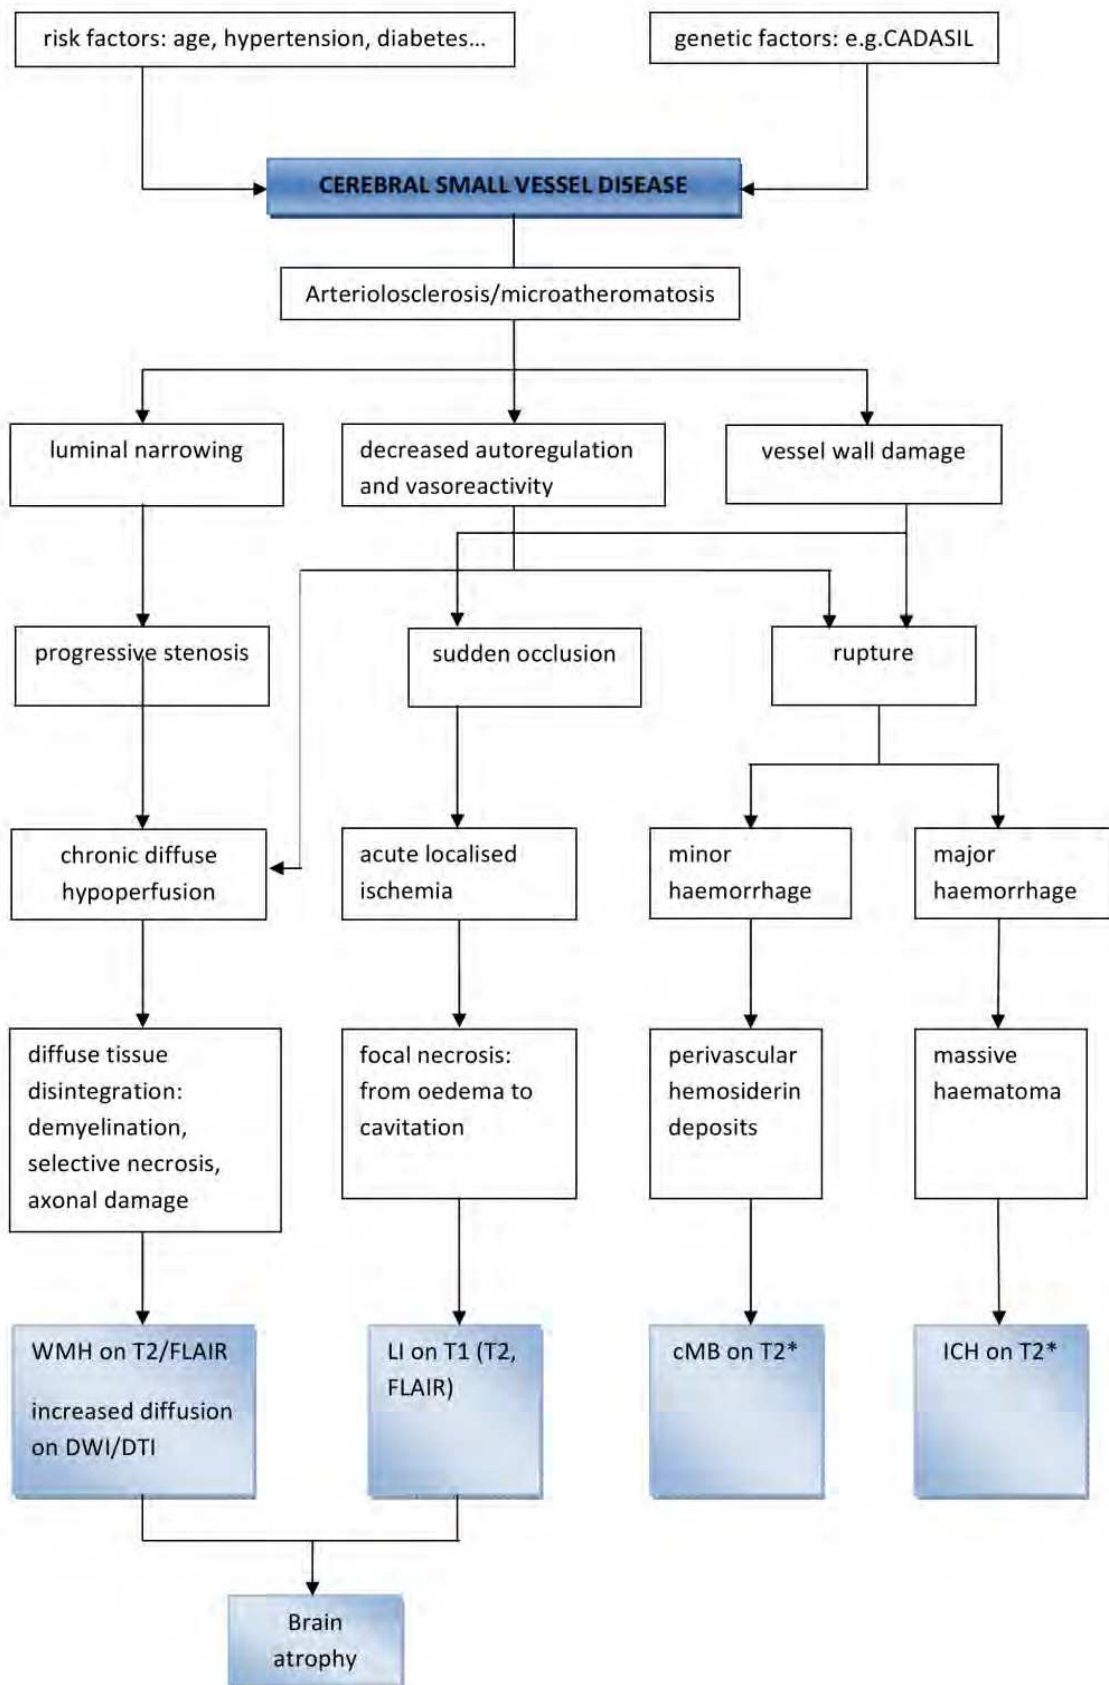 risk factors: age, hypertension, diabetes...
genetic factors: e.g.CADASIL
CEREBRAL SMALL VESSEL DISEASE
Arteriolosclerosis/microatheromatosis
luminal narrowing
decreased autoregulation
and vasoreactivity
vessel wall damage
progressive stenosis
sudden occlusion
rupture
chronic diffuse
hypoperfusion
acute localised
ischemia
minor
haemorrhage
major
haemorrhage
diffuse tissue
disintegration:
demyelination,
selective necrosis,
axonal damage
focal necrosis:
from oedema to
cavitation
perivascular
hemosiderin
deposits
massive
haematoma
WMH on T2/FLAIR
increased diffusion
on DWI/DTI
LI on T1 (T2,
FLAIR)
cMB on T2*
ICH on T2*
Brain
atrophy